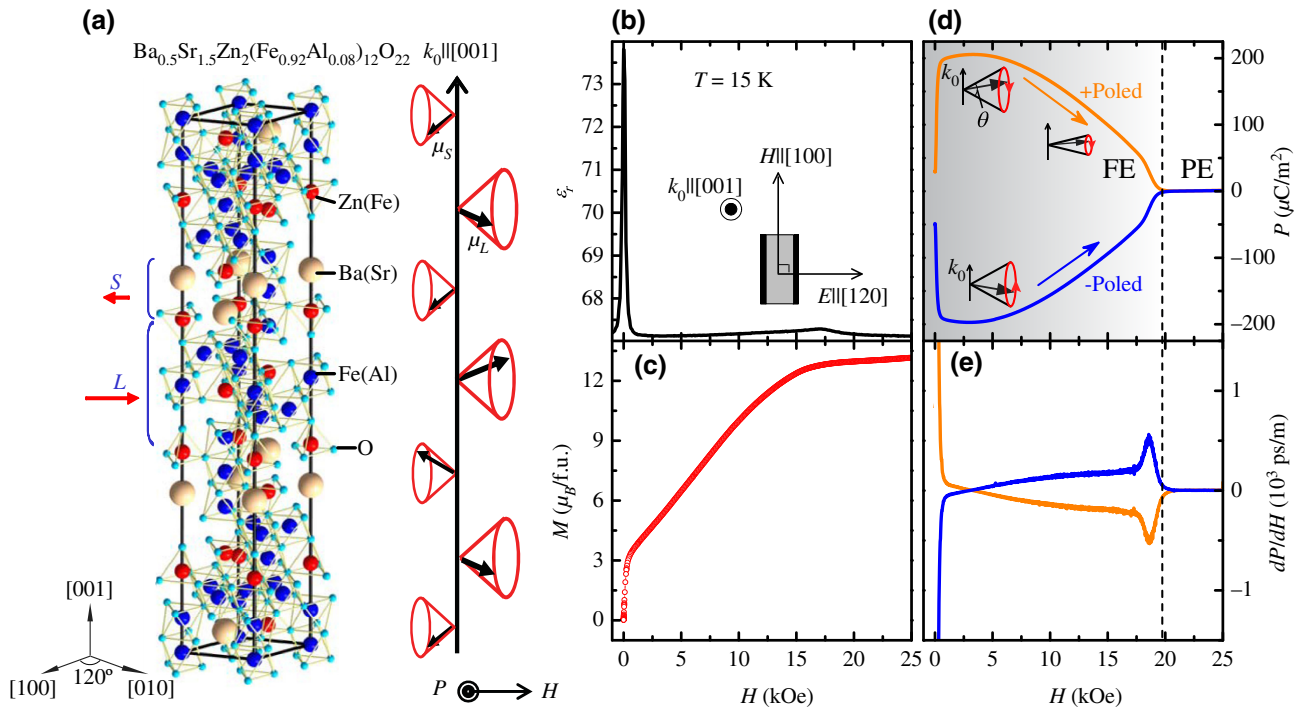 (a)
Ba0.5Sr1.5Zn2(Fe0.92Al0.08)12O22 k0||[001]
μS
μL
Zn(Fe)
Ba(Sr)
S
Fe(Al)
L
O
[001]
[100]
120º
[010]
P
H
(b)
73
72
71
70
69
68
εr
T = 15 K
H||[100]
k0||[001]
E||[120]
(c)
12
9
6
3
0
M (μB/f.u.)
0 5 10 15 20 25
H (kOe)
(d)
k0
θ
+Poled
FE
PE
k0
-Poled
200
100
0
−100
−200
P (μC/m2)
(e)
1
0
−1
dP/dH (103 ps/m)
0 5 10 15 20 25
H (kOe)